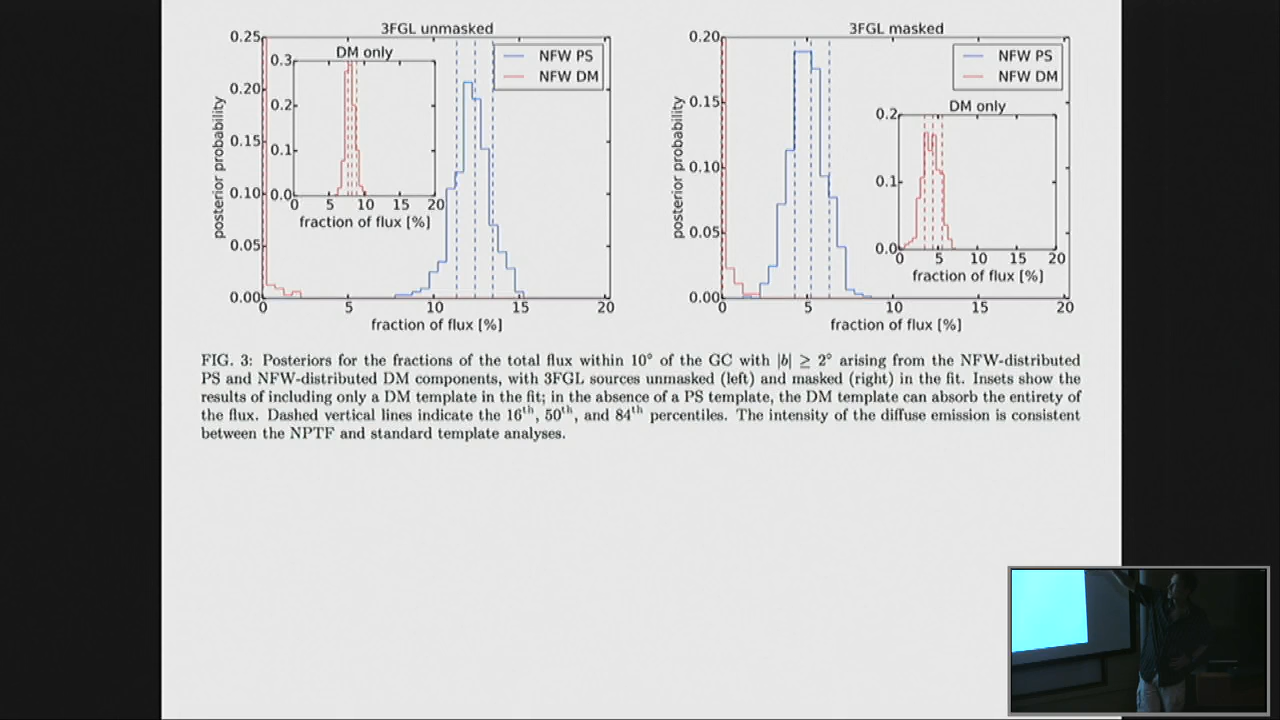 3FGL unmasked
0.25
0.20
0.15
0.10
0.05
0.00
posterior probability
NFW PS
NFW DM
DM only
0.3
0.2
0.1
0.0
0 5 10 15 20
fraction of flux [%]
0 5 10 15 20
fraction of flux [%]
3FGL masked
0.20
0.15
0.10
0.05
0.00
posterior probability
NFW PS
NFW DM
DM only
0.2
0.1
0.0
0 5 10 15 20
fraction of flux [%]
0 5 10 15 20
fraction of flux [%]
FIG. 3: Posteriors for the fractions of the total flux within 10° of the GC with |b| ≥ 2° arising from the NFW-distributed
PS and NFW-distributed DM components, with 3FGL sources unmasked (left) and masked (right) in the fit. Insets show the
results of including only a DM template in the fit; in the absence of a PS template, the DM template can absorb the entirety of
the flux. Dashed vertical lines indicate the 16th, 50th, and 84th percentiles. The intensity of the diffuse emission is consistent
between the NPTF and standard template analyses.